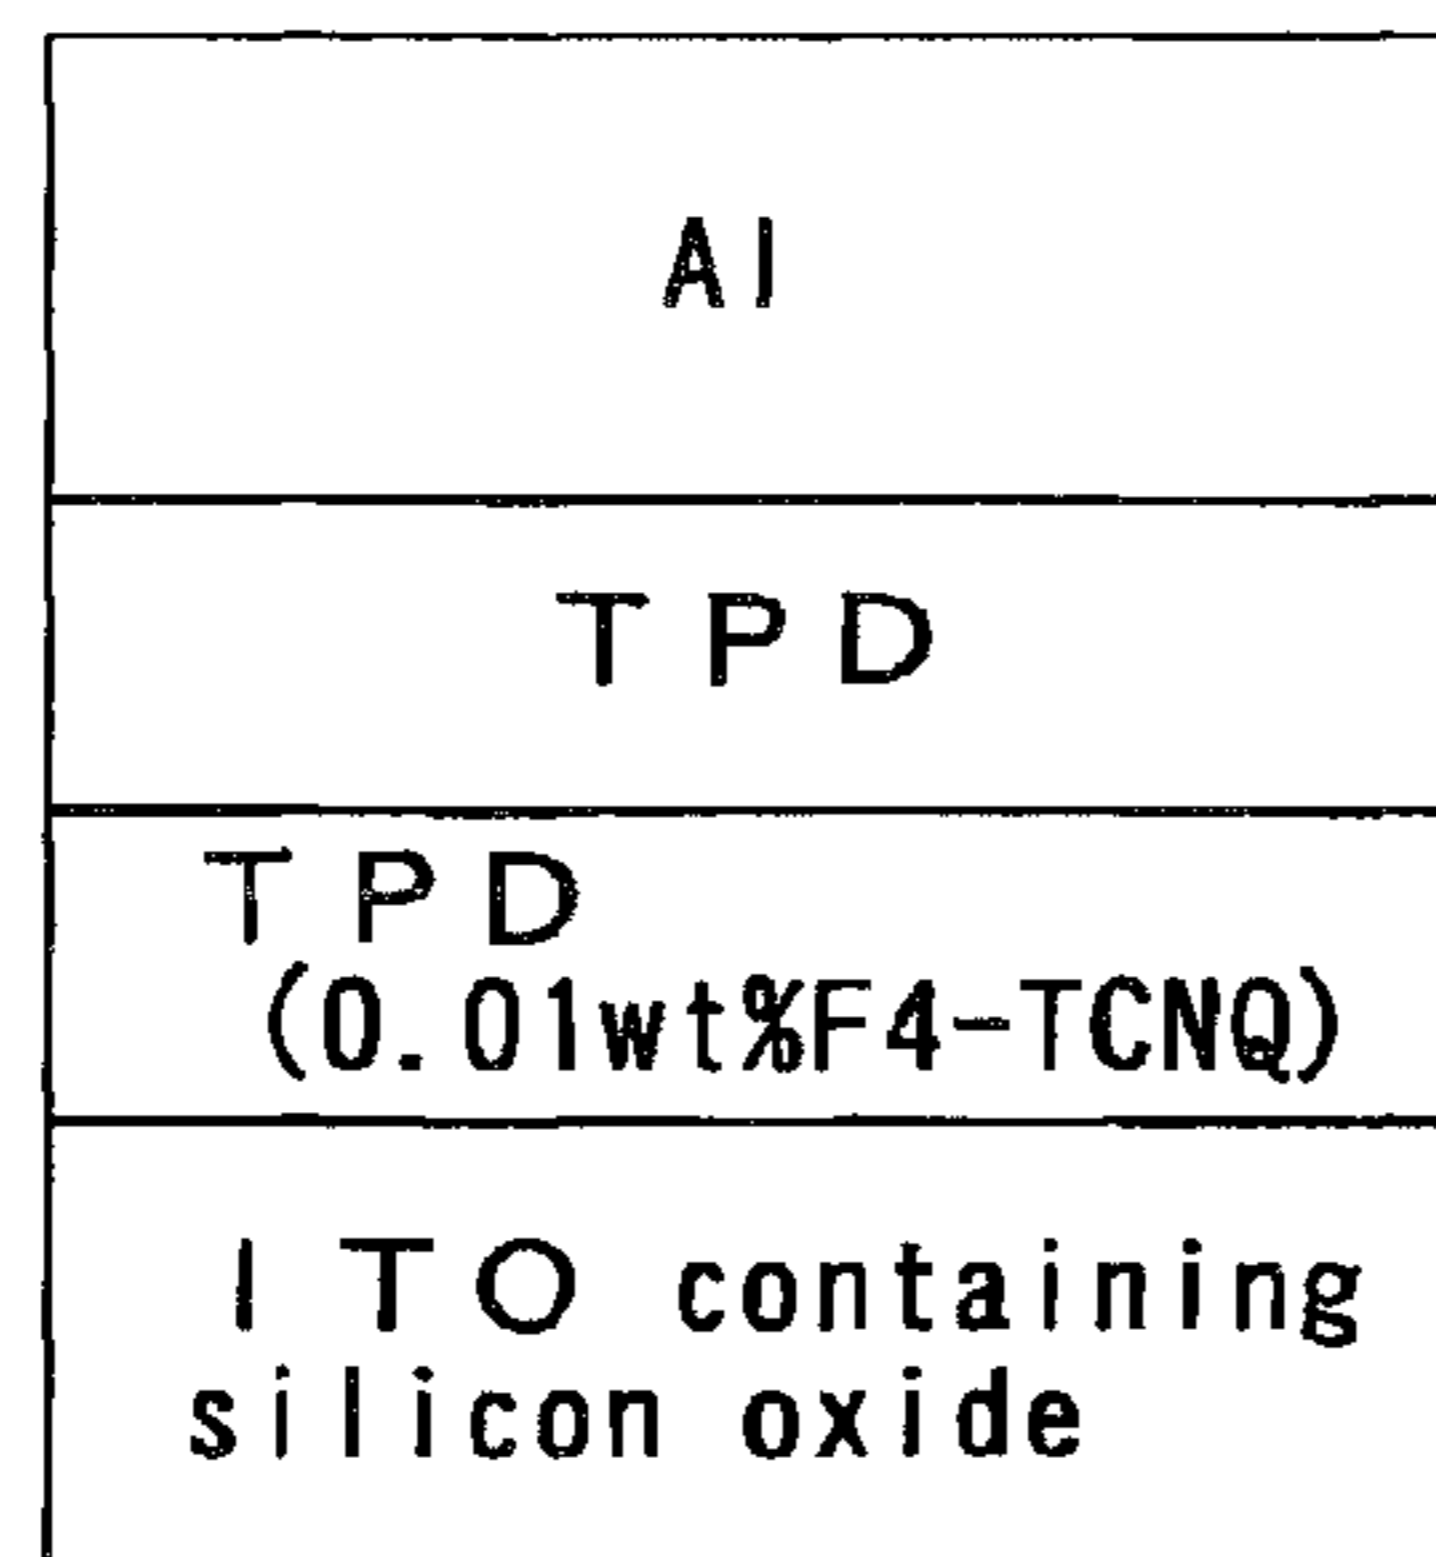 Al
TPD
TPD
(0.01wt%F4-TCNQ)
ITO containing
silicon oxide